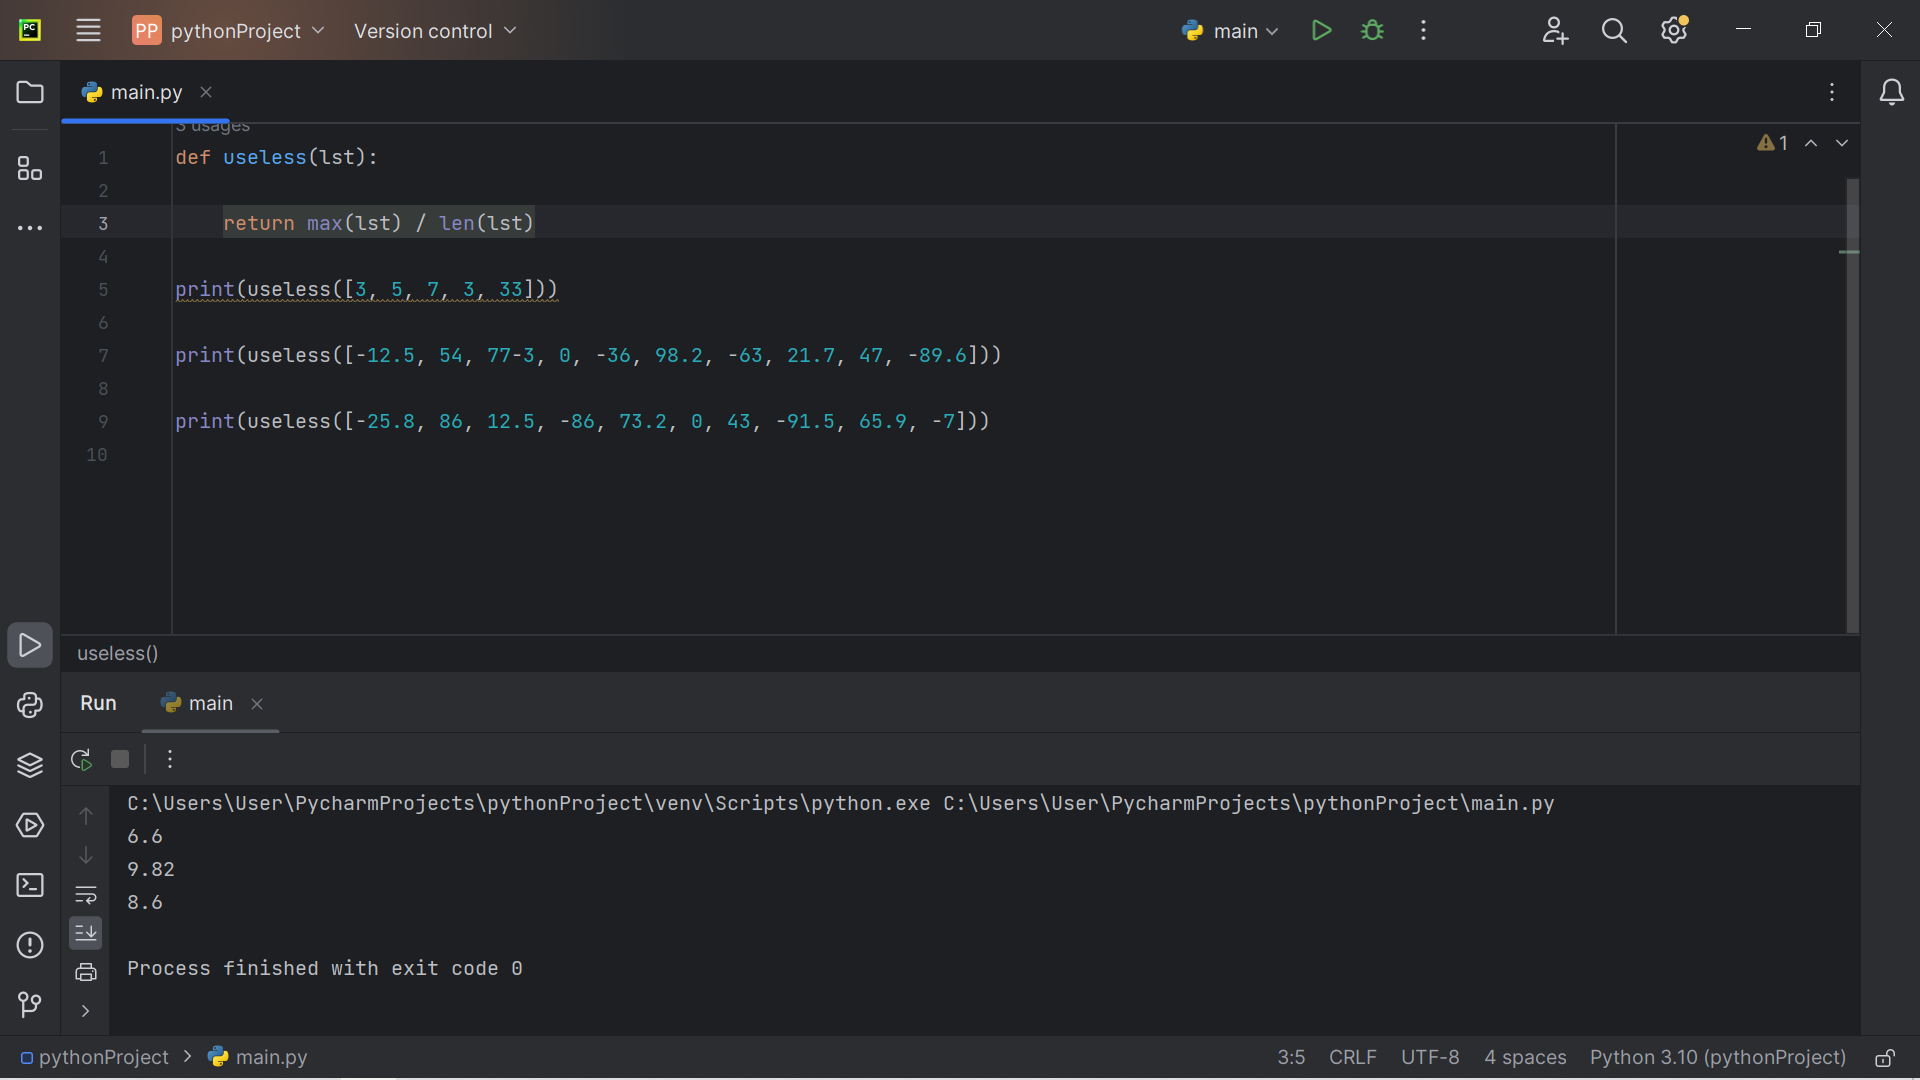 PC
PP pythonProject Version control main
main.py
3 usages
1 def useless(lst):
2
3     return max(lst) / len(lst)
4
5 print(useless([3, 5, 7, 3, 33]))
6
7 print(useless([-12.5, 54, 77-3, 0, -36, 98.2, -63, 21.7, 47, -89.6]))
8
9 print(useless([-25.8, 86, 12.5, -86, 73.2, 0, 43, -91.5, 65.9, -7]))
10
1
useless()
Run main
C:\Users\User\PycharmProjects\pythonProject\venv\Scripts\python.exe C:\Users\User\PycharmProjects\pythonProject\main.py
6.6
9.82
8.6
Process finished with exit code 0
pythonProject > main.py 3:5 CRLF UTF-8 4 spaces Python 3.10 (pythonProject)